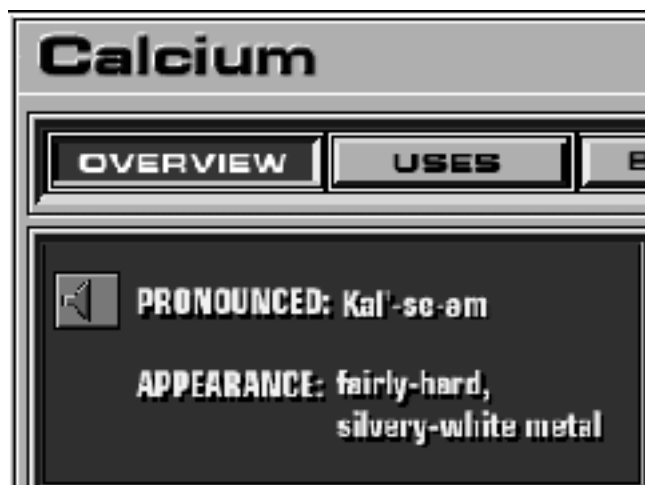 Calcium
OVERVIEW USES
PRONOUNCED: Kal'-se-am
APPEARANCE: fairly-hard,
silvery-white metal